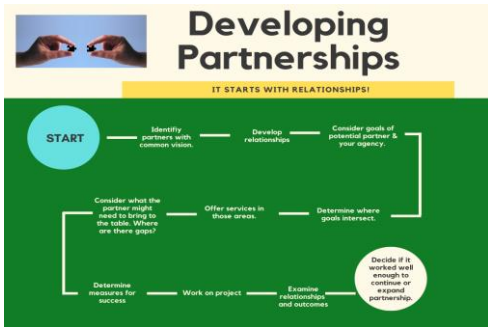 Developing
Partnerships
IT STARTS WITH RELATIONSHIPS!
START
Identifiy
partners with
common vision.
Develop
relationships
Consider goals of
potential partner &
your agency.
Consider what the
partner might
need to bring to
the table. Where
are there gaps?
Offer services in
those areas.
Determine where
goals intersect.
Determine
measures for
success
Work on project
Examine
relationships
and outcomes
Decide if it
worked well
enough to
continue or
expand
partnership.